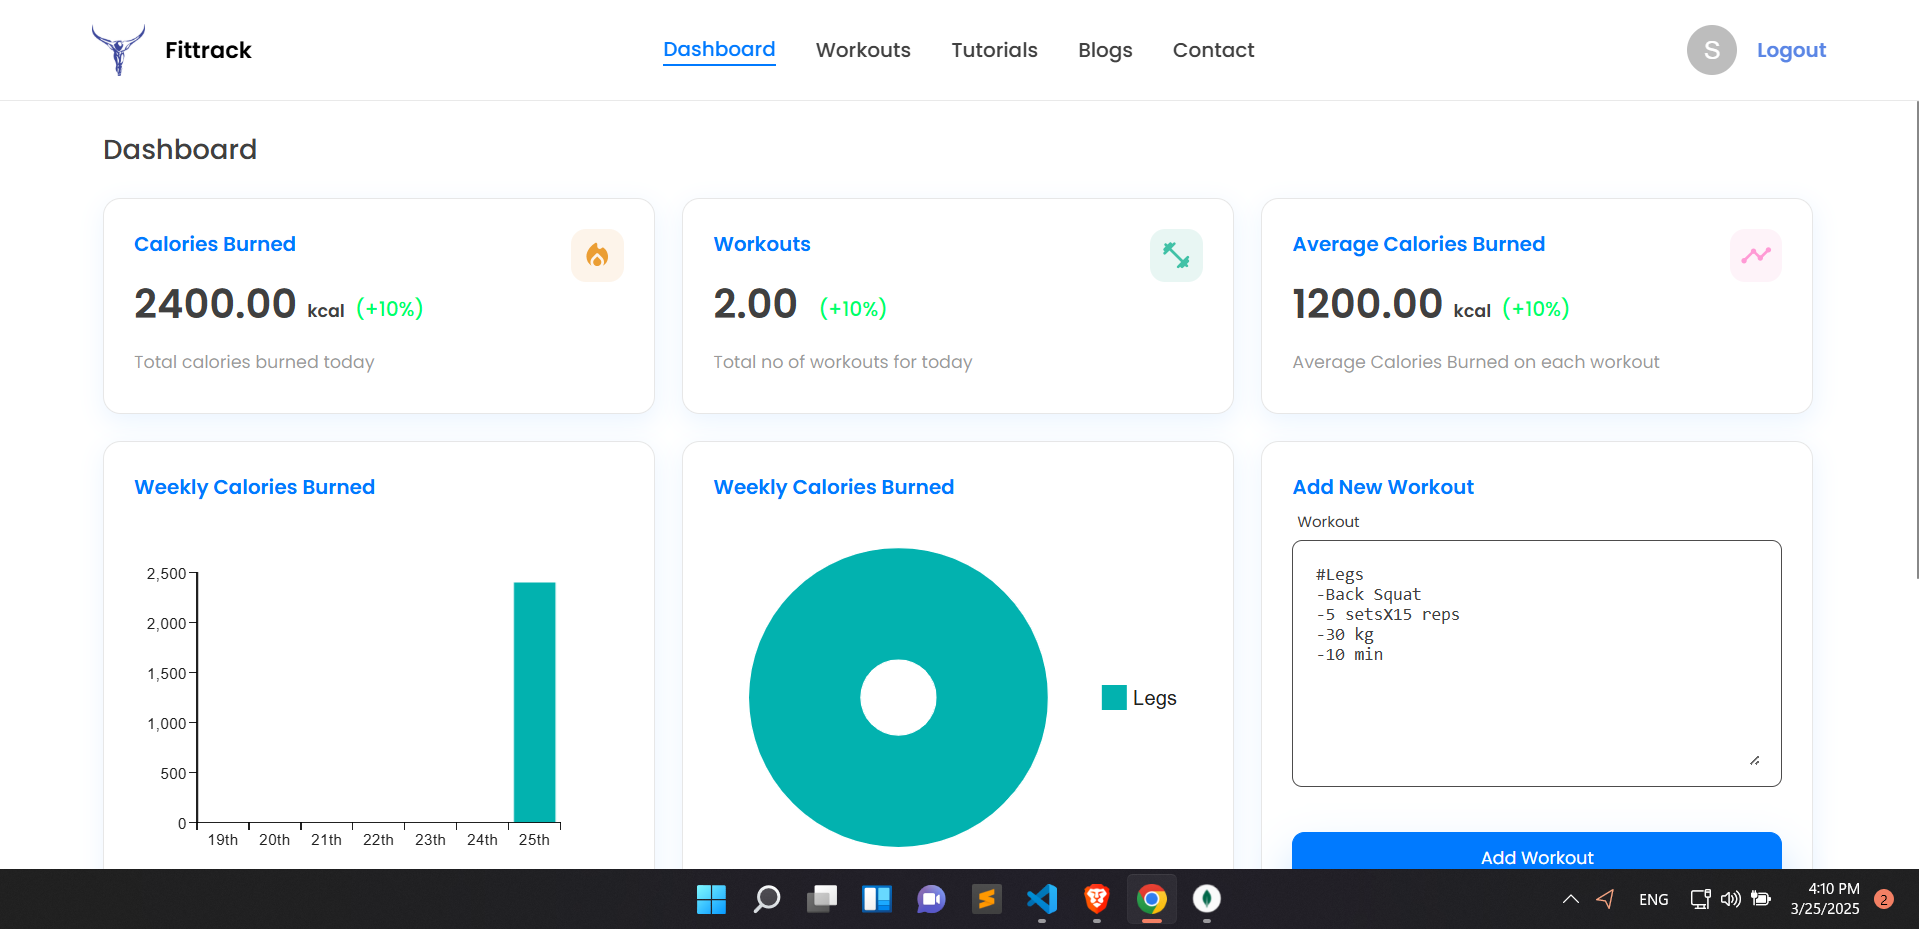 Fittrack
Dashboard Workouts Tutorials Blogs Contact
S Logout
Dashboard
Calories Burned
2400.00 kcal (+10%)
Total calories burned today
Workouts
2.00 (+10%)
Total no of workouts for today
Average Calories Burned
1200.00 kcal (+10%)
Average Calories Burned on each workout
Weekly Calories Burned
2,500
2,000
1,500
1,000
500
0
19th 20th 21th 22th 23th 24th 25th
Weekly Calories Burned
Legs
Add New Workout
Workout
#Legs
-Back Squat
-5 setsX15 reps
-30 kg
-10 min
Add Workout
ENG
4:10 PM
3/25/2025
2